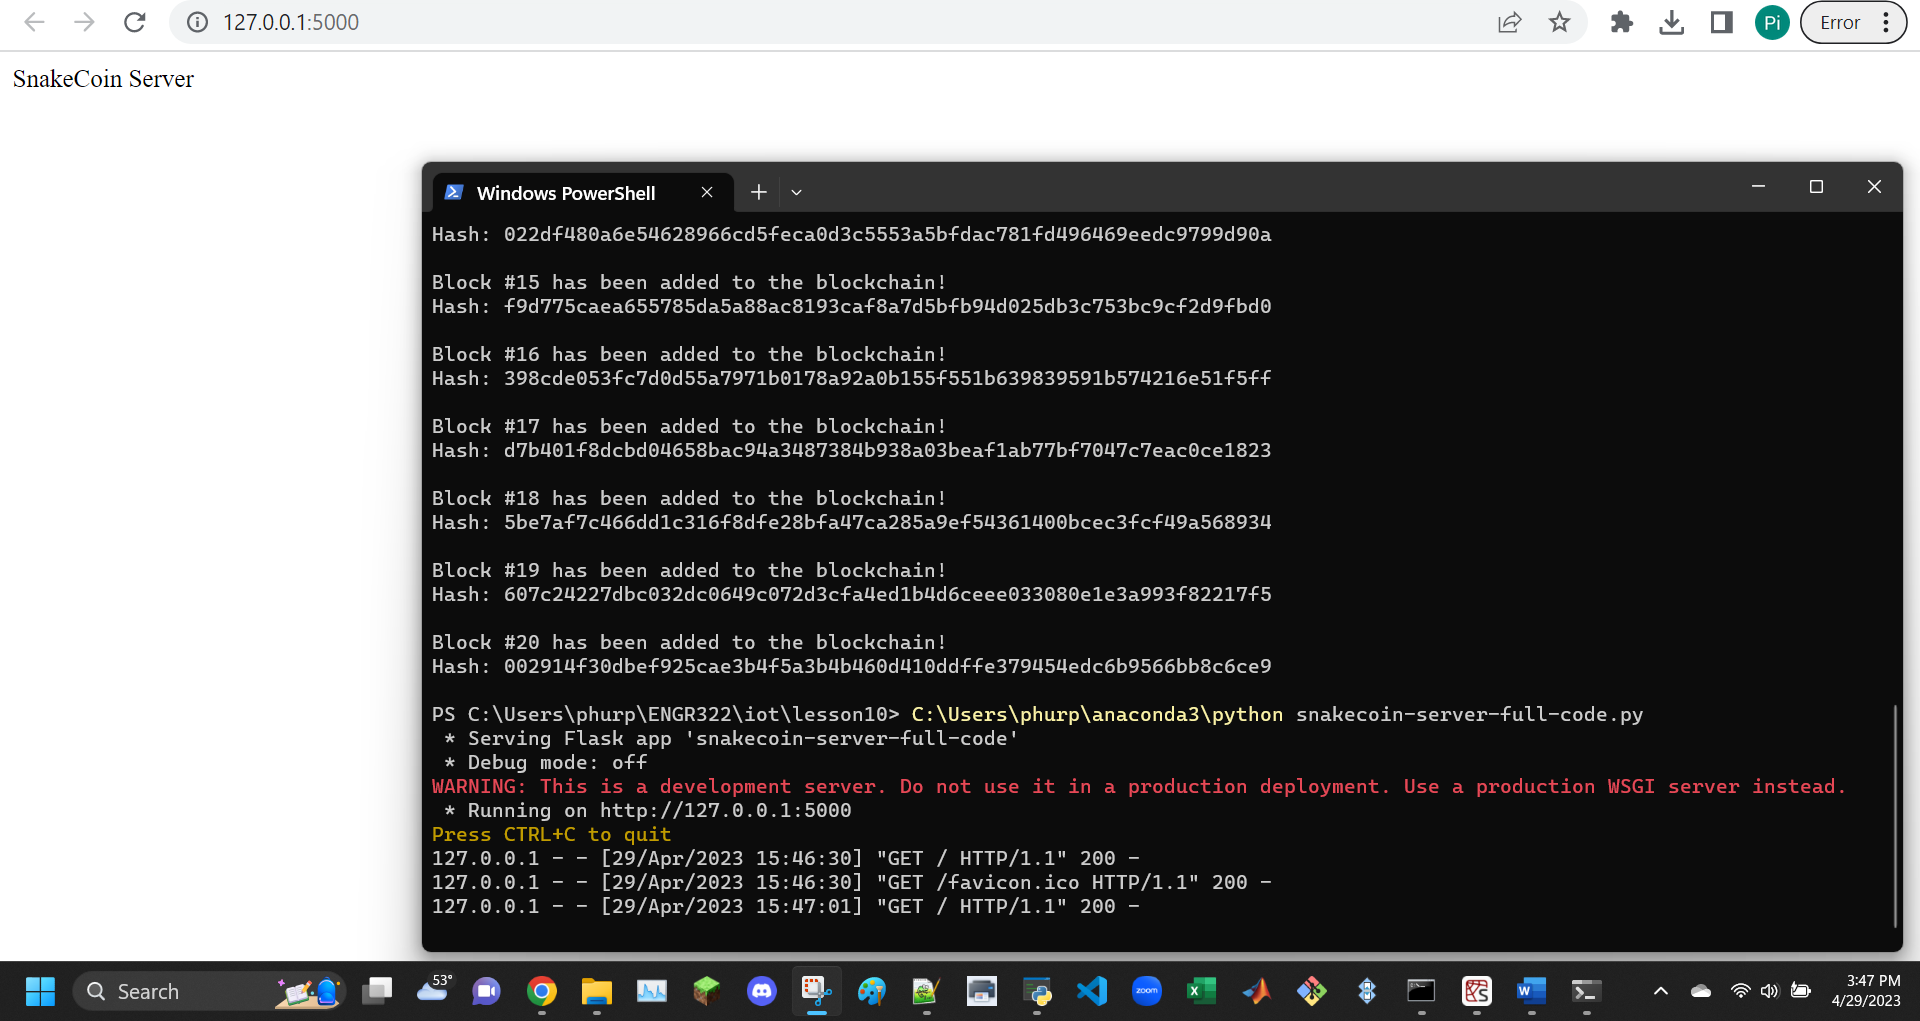 127.0.0.1:5000
Pi
Error
SnakeCoin Server
Windows PowerShell
Hash: 022df480a6e54628966cd5feca0d3c5553a5bfdac781fd496469eedc9799d90a
Block #15 has been added to the blockchain!
Hash: f9d775caea655785da5a88ac8193caf8a7d5bfb94d025db3c753bc9cf2d9fbd0
Block #16 has been added to the blockchain!
Hash: 398cde053fc7d0d55a7971b0178a92a0b155f551b639839591b574216e51f5ff
Block #17 has been added to the blockchain!
Hash: d7b401f8dcbd04658bac94a3487384b938a03beaf1ab77bf7047c7eac0ce1823
Block #18 has been added to the blockchain!
Hash: 5be7af7c466dd1c316f8dfe28bfa47ca285a9ef54361400bcec3fcf49a568934
Block #19 has been added to the blockchain!
Hash: 607c24227dbc032dc0649c072d3cfa4ed1b4d6ceee033080e1e3a993f82217f5
Block #20 has been added to the blockchain!
Hash: 002914f30dbef925cae3b4f5a3b4b460d410ddffe379454edc6b9566bb8c6ce9
PS C:\Users\phurp\ENGR322\iot\lesson10> C:\Users\phurp\anaconda3\python snakecoin-server-full-code.py
* Serving Flask app 'snakecoin-server-full-code'
* Debug mode: off
WARNING: This is a development server. Do not use it in a production deployment. Use a production WSGI server instead.
* Running on http://127.0.0.1:5000
Press CTRL+C to quit
127.0.0.1 - - [29/Apr/2023 15:46:30] "GET / HTTP/1.1" 200 -
127.0.0.1 - - [29/Apr/2023 15:46:30] "GET /favicon.ico HTTP/1.1" 200 -
127.0.0.1 - - [29/Apr/2023 15:47:01] "GET / HTTP/1.1" 200 -
Search
53°
zoom
3:47 PM
4/29/2023